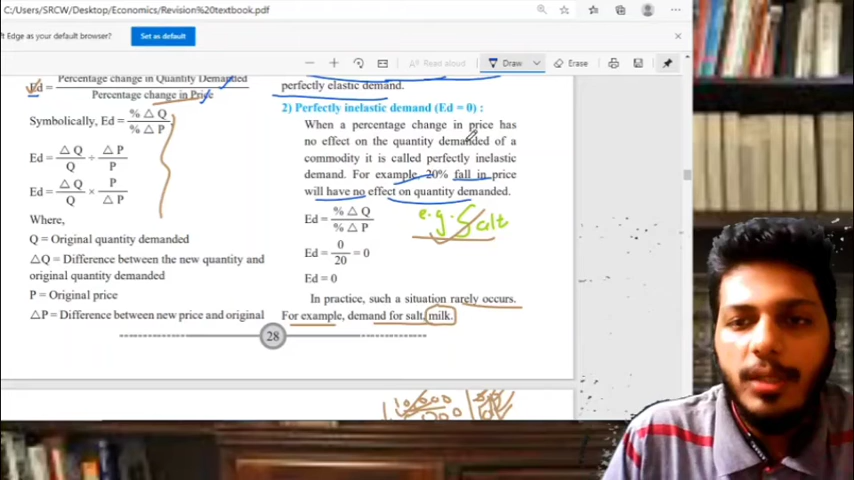 C:/Users/SRCW/Desktop/Economics/Revision%20textbook.pdf
ft Edge as your default browser?
Set as default
Read aloud
Draw
Erase
Ed = Percentage change in Quantity Demanded
Percentage change in Price
Symbolically, Ed = % △ Q
% △ P
Ed = △ Q ÷ △ P
Q P
Ed = △ Q × P
Q △ P
Where,
Q = Original quantity demanded
△Q = Difference between the new quantity and
original quantity demanded
P = Original price
△P = Difference between new price and original
perfectly elastic demand.
2) Perfectly inelastic demand (Ed = 0) :
When a percentage change in price has
no effect on the quantity demanded of a
commodity it is called perfectly inelastic
demand. For example, 20% fall in price
will have no effect on quantity demanded.
Ed = % △ Q
% △ P
e.g. Salt
Ed = 0
20 = 0
Ed = 0
In practice, such a situation rarely occurs.
For example, demand for salt, milk.
28